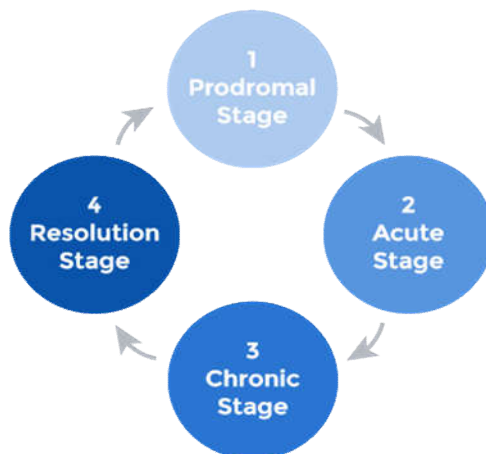 1
Prodromal
Stage
2
Acute
Stage
3
Chronic
Stage
4
Resolution
Stage